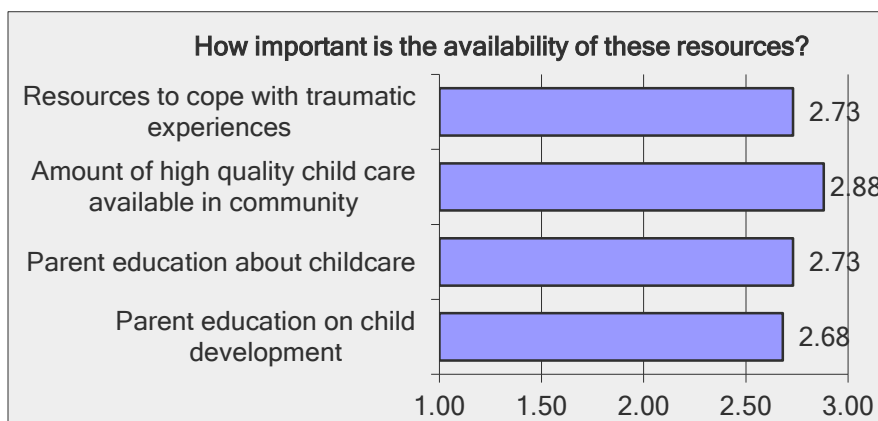 How important is the availability of these resources?
Resources to cope with traumatic
experiences
2.73
Amount of high quality child care
available in community
2.88
Parent education about childcare
2.73
Parent education on child
development
2.68
1.00 1.50 2.00 2.50 3.00